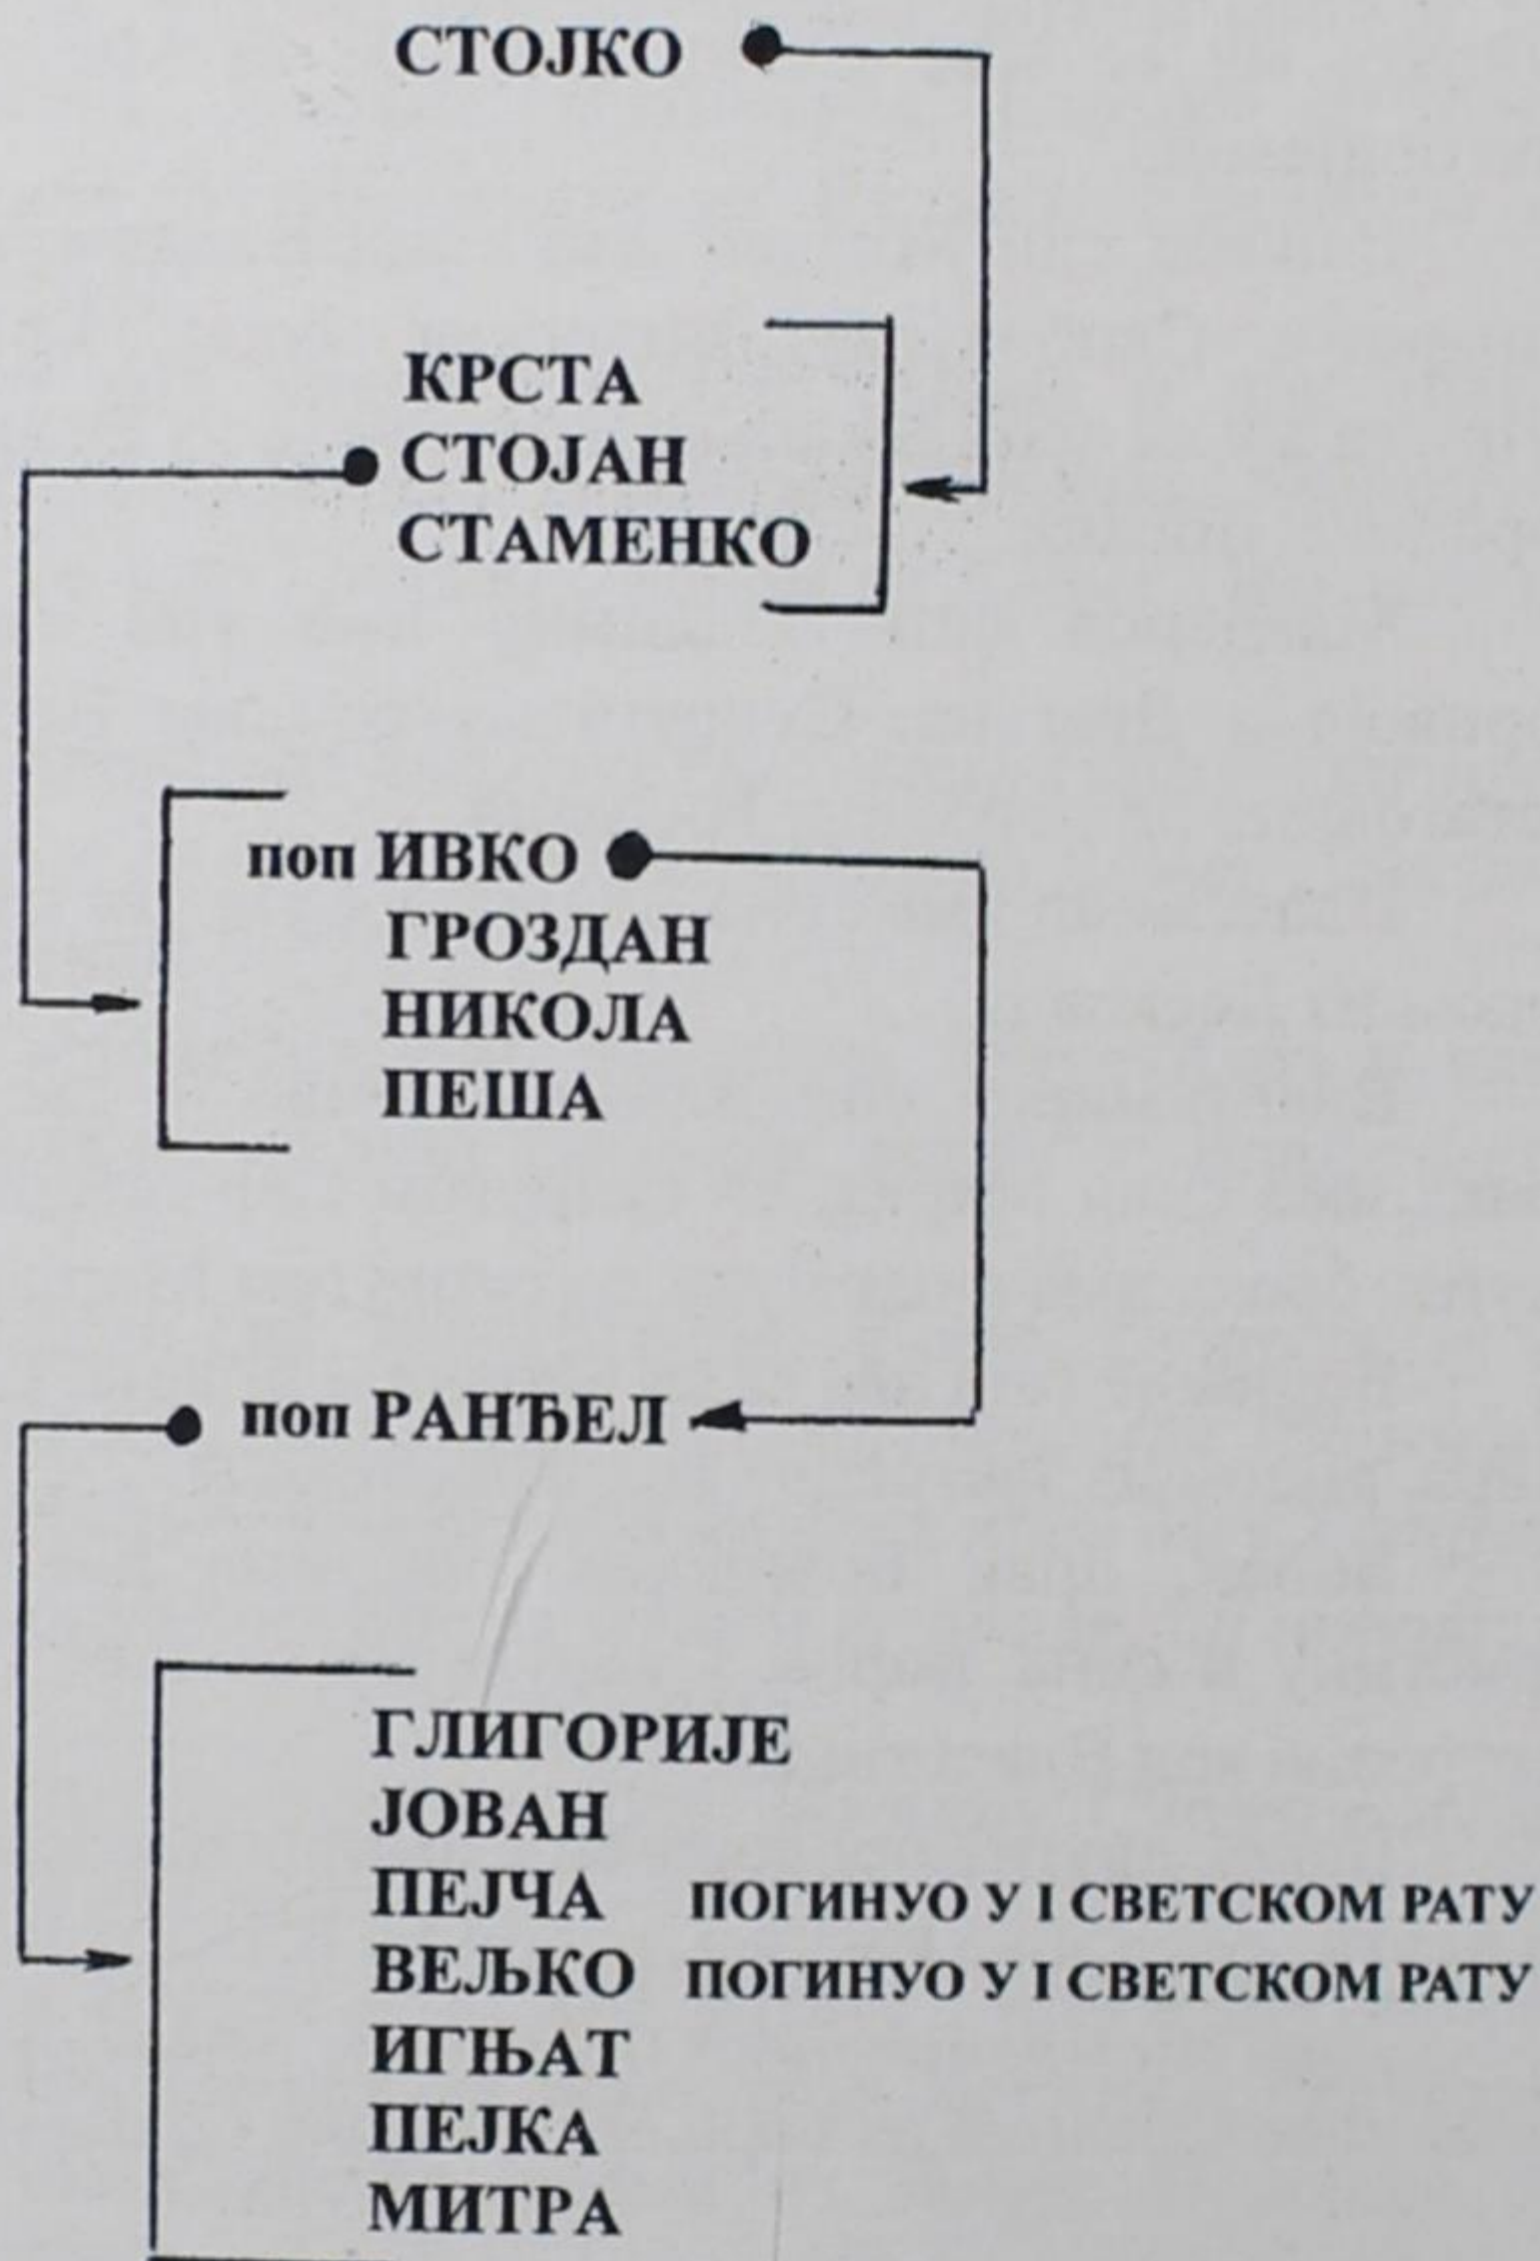 СТОЈКО
КРСТА
СТОЈАН
СТАМЕНКО
поп ИВКО
ГРОЗДАН
НИКОЛА
ПЕША
поп РАНЂЕЛ
ГЛИГОРИЈЕ
ЈОВАН
ПЕЈЧА ПОГИНУО У I СВЕТСКОМ РАТУ
ВЕЉКО ПОГИНУО У I СВЕТСКОМ РАТУ
ИГЊАТ
ПЕЈКА
МИТРА